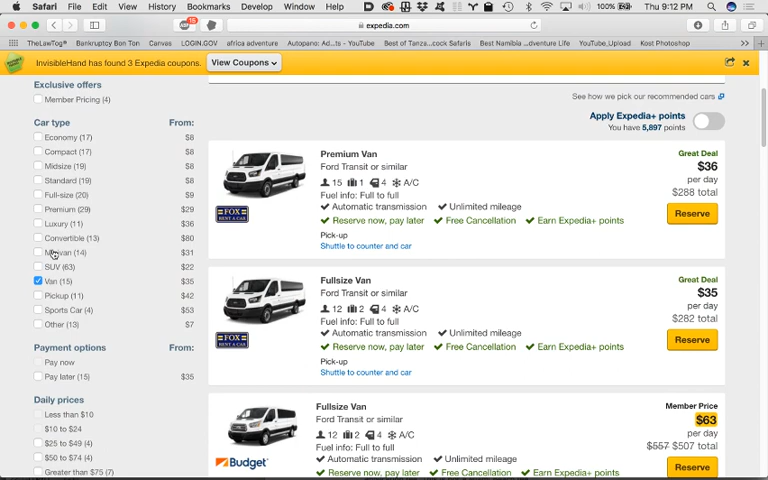 Safari File Edit View History Bookmarks Develop Window Help 100% Thu 9:12 PM
15 expedia.com
TheLawTog® Bankruptcy Bon Ton Canvas LOGIN.GOV africa adventure Autopano: Ad...ts - YouTube Best of Tanza...cock Safaris Best Namibia ...dventure Life YouTube_Upload Kost Photoshop
InvisibleHand has found 3 Expedia coupons. View Coupons
Exclusive offers
Member Pricing (4)
See how we pick our recommended cars
Apply Expedia+ points
You have 5,897 points
Car type From:
Economy (17) $8
Compact (17) $8
Midsize (19) $8
Standard (19) $8
Full-size (20) $9
Premium (29) $29
Luxury (11) $36
Convertible (13) $80
Minivan (14) $31
SUV (63) $22
Van (15) $35
Pickup (11) $42
Sports Car (4) $53
Other (13) $7
Payment options From:
Pay now
Pay later (15) $35
Daily prices
Less than $10
$10 to $24
$25 to $49 (4)
$50 to $74 (4)
Greater than $75 (7)
Premium Van
Ford Transit or similar
15 1 4 A/C
Fuel info: Full to full
Automatic transmission Unlimited mileage
Reserve now, pay later Free Cancellation Earn Expedia+ points
Pick-up
Shuttle to counter and car
FOX
RENT A CAR
Great Deal
$36
per day
$288 total
Reserve
Fullsize Van
Ford Transit or similar
12 2 4 A/C
Fuel info: Full to full
Automatic transmission Unlimited mileage
Reserve now, pay later Free Cancellation Earn Expedia+ points
Pick-up
Shuttle to counter and car
FOX
RENT A CAR
Great Deal
$35
per day
$282 total
Reserve
Fullsize Van
Ford Transit or similar
12 2 4 A/C
Fuel info: Full to full
Automatic transmission Unlimited mileage
Reserve now, pay later Free Cancellation Earn Expedia+ points
Budget
Member Price
$63
per day
$557 $507 total
Reserve